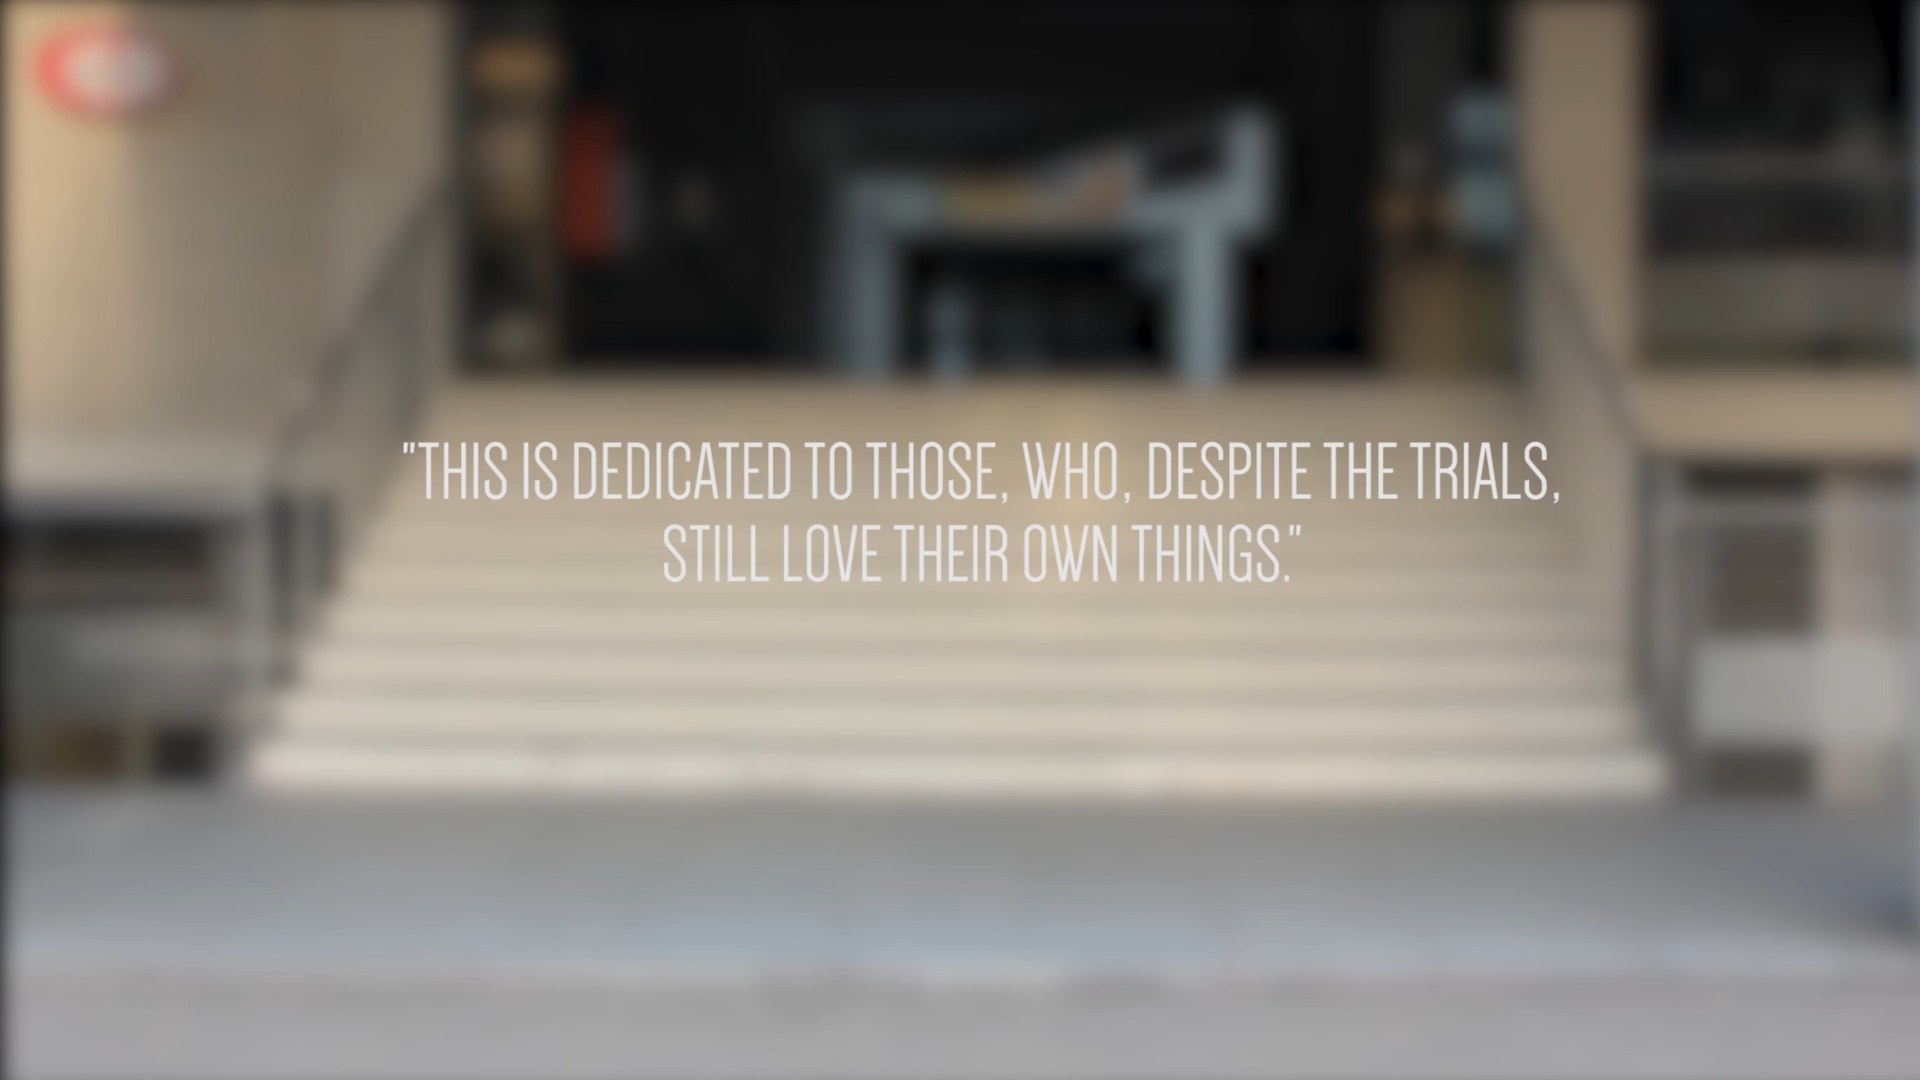 "THIS IS DEDICATED TO THOSE, WHO, DESPITE THE TRIALS,
STILL LOVE THEIR OWN THINGS."